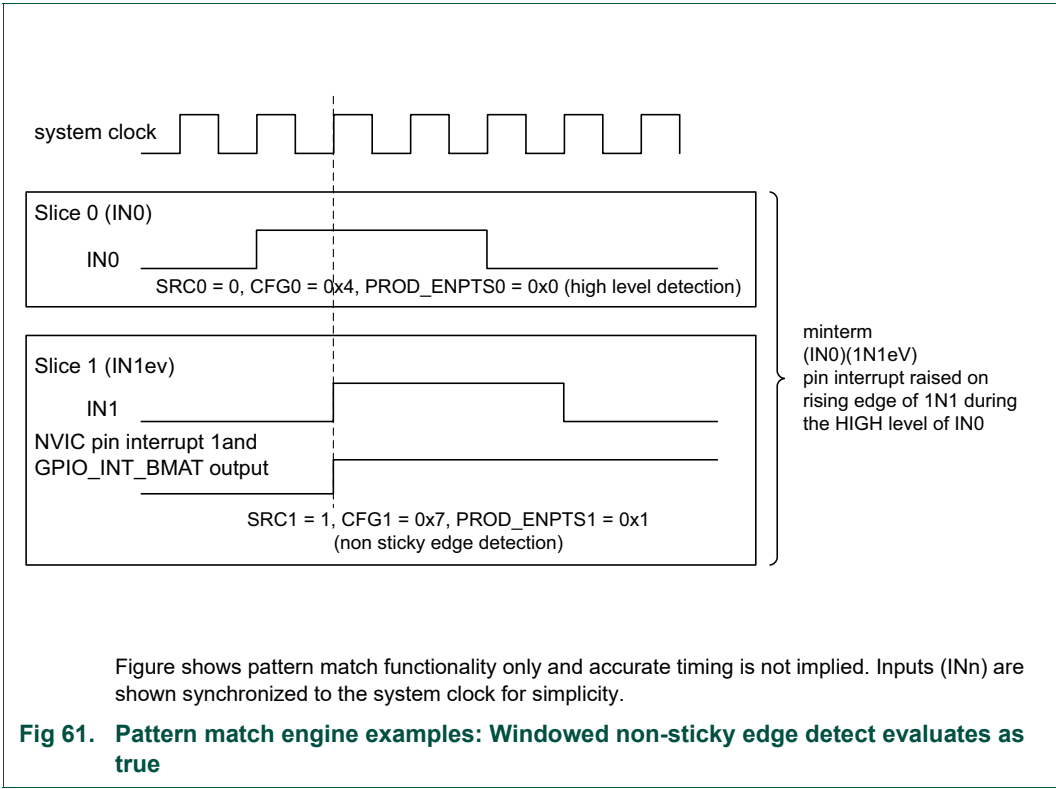 system clock
Slice 0 (IN0)
IN0
SRC0 = 0, CFG0 = 0x4, PROD_ENPTS0 = 0x0 (high level detection)
Slice 1 (IN1ev)
IN1
NVIC pin interrupt 1and
GPIO_INT_BMAT output
SRC1 = 1, CFG1 = 0x7, PROD_ENPTS1 = 0x1
(non sticky edge detection)
minterm
(IN0)(1N1eV)
pin interrupt raised on
rising edge of 1N1 during
the HIGH level of IN0
Figure shows pattern match functionality only and accurate timing is not implied. Inputs (INn) are
shown synchronized to the system clock for simplicity.
Fig 61. Pattern match engine examples: Windowed non-sticky edge detect evaluates as
true